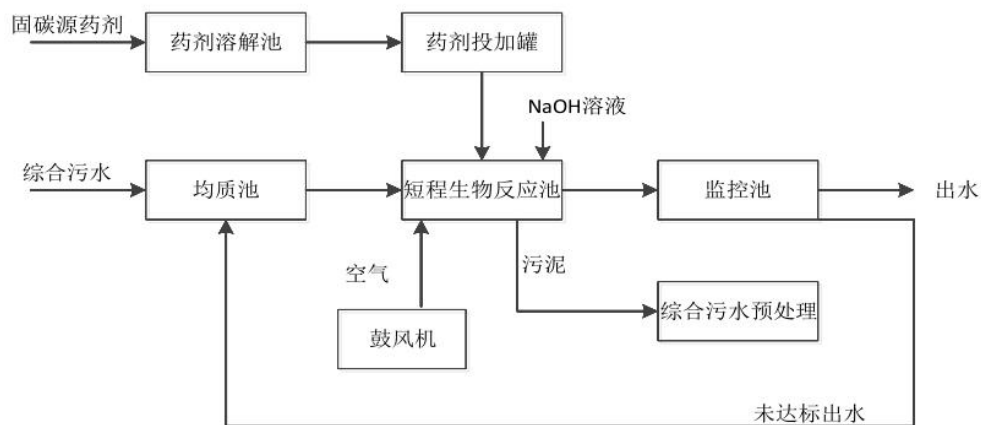 固碳源药剂
药剂溶解池
药剂投加罐
NaOH溶液
综合污水
均质池
短程生物反应池
监控池
出水
空气
污泥
鼓风机
综合污水预处理
未达标出水